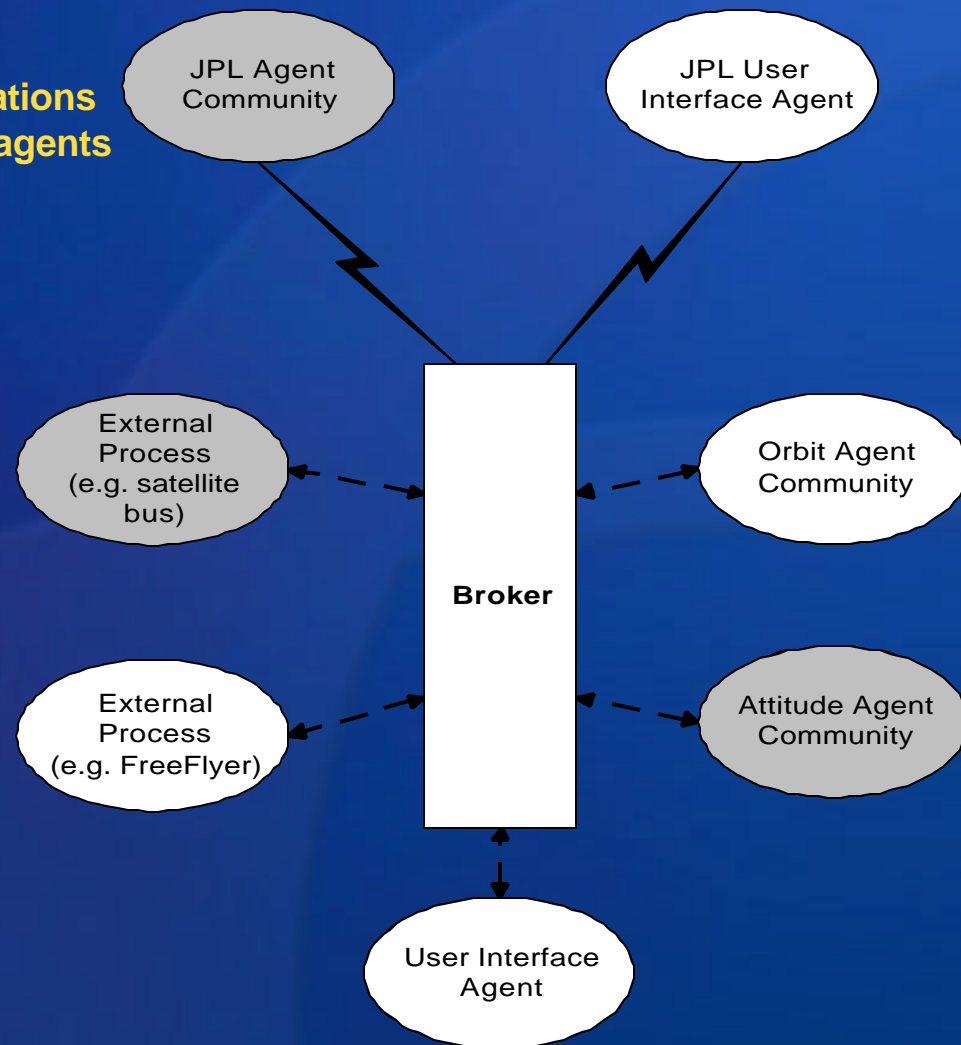 ations
agents
JPL Agent
Community
JPL User
Interface Agent
External
Process
(e.g. satellite
bus)
Orbit Agent
Community
Broker
External
Process
(e.g. FreeFlyer)
Attitude Agent
Community
User Interface
Agent